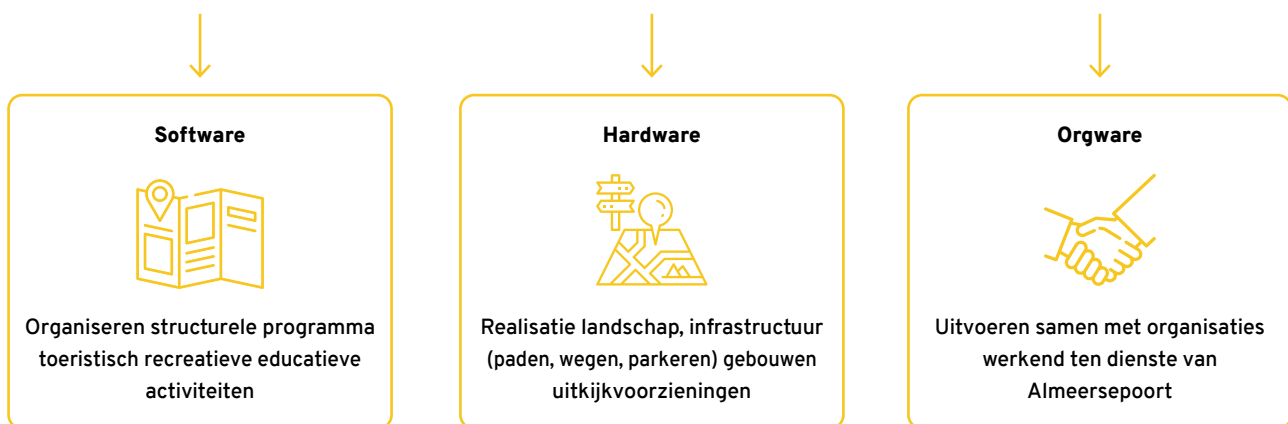 Software
Organiseren structurele programma
toeristisch recreatieve educatieve
activiteiten
Hardware
Realisatie landschap, infrastructuur
(paden, wegen, parkeren) gebouwen
uitkijkvoorzieningen
Orgware
Uitvoeren samen met organisaties
werkend ten dienste van
Almeersepoort